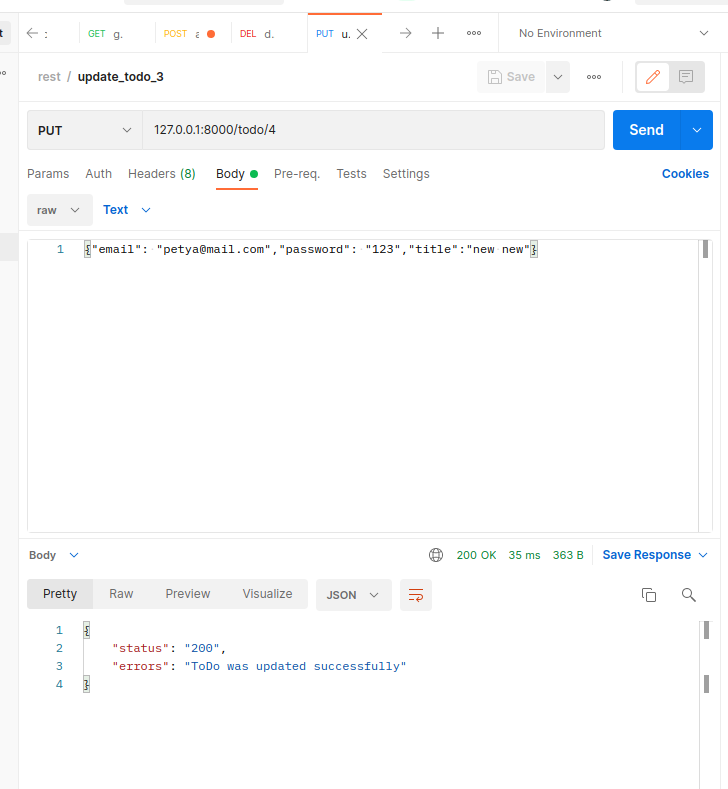 t
:
GET g.
POST a
DEL d.
PUT u.
No Environment
rest / update_todo_3
Save
PUT
127.0.0.1:8000/todo/4
Send
Params
Auth
Headers (8)
Body
Pre-req.
Tests
Settings
Cookies
raw
Text
1 {"email": "petya@mail.com","password": "123","title":"new new"}
Body
200 OK
35 ms
363 B
Save Response
Pretty
Raw
Preview
Visualize
JSON
1 {
2 "status": "200",
3 "errors": "ToDo was updated successfully"
4 }